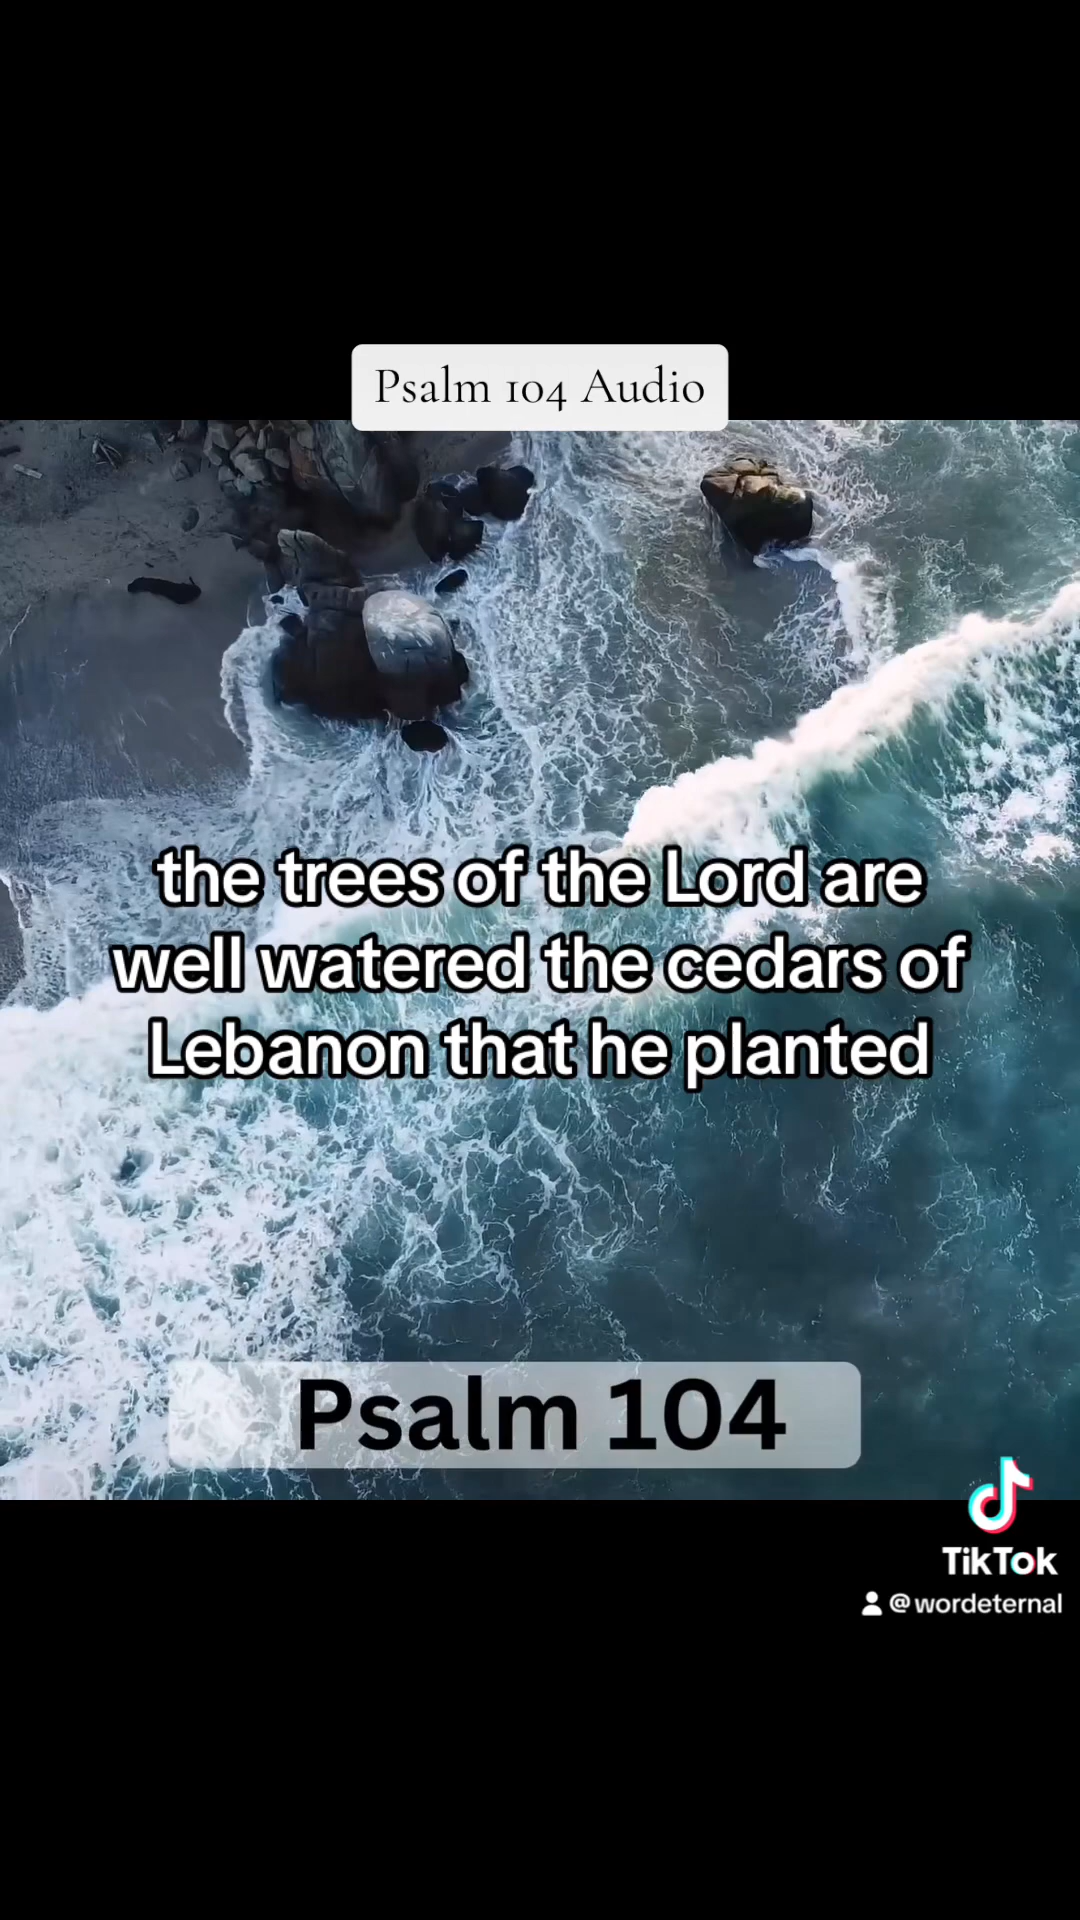 Psalm 104 Audio
the trees of the Lord are
well watered the cedars of
Lebanon that he planted
Psalm 104
TikTok
@wordeternal